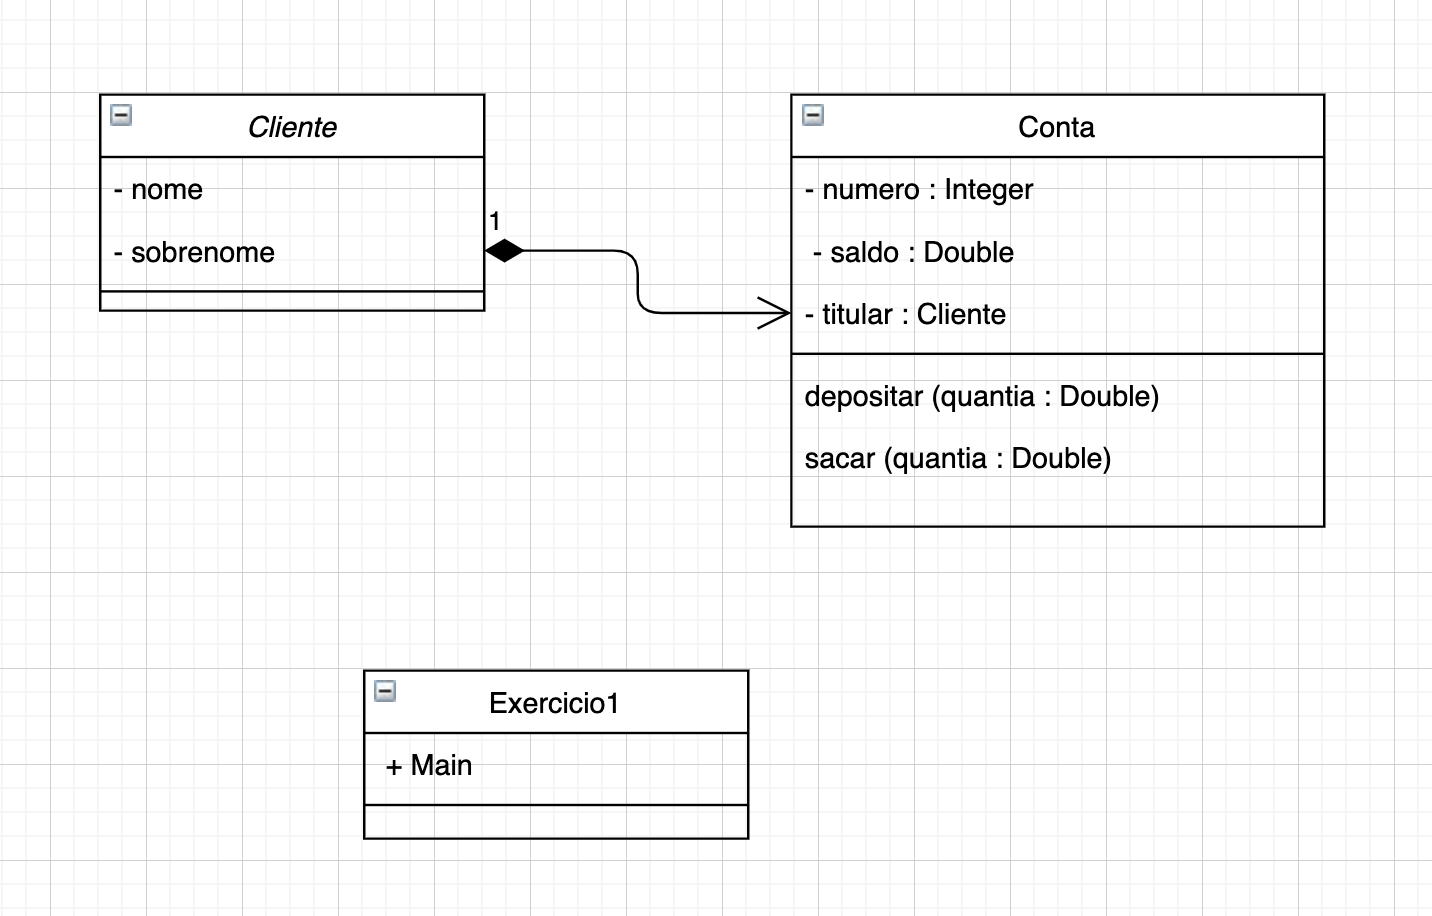 Cliente
- nome
- sobrenome
1
Conta
- numero : Integer
- saldo : Double
- titular : Cliente
depositar (quantia : Double)
sacar (quantia : Double)
Exercicio1
+ Main